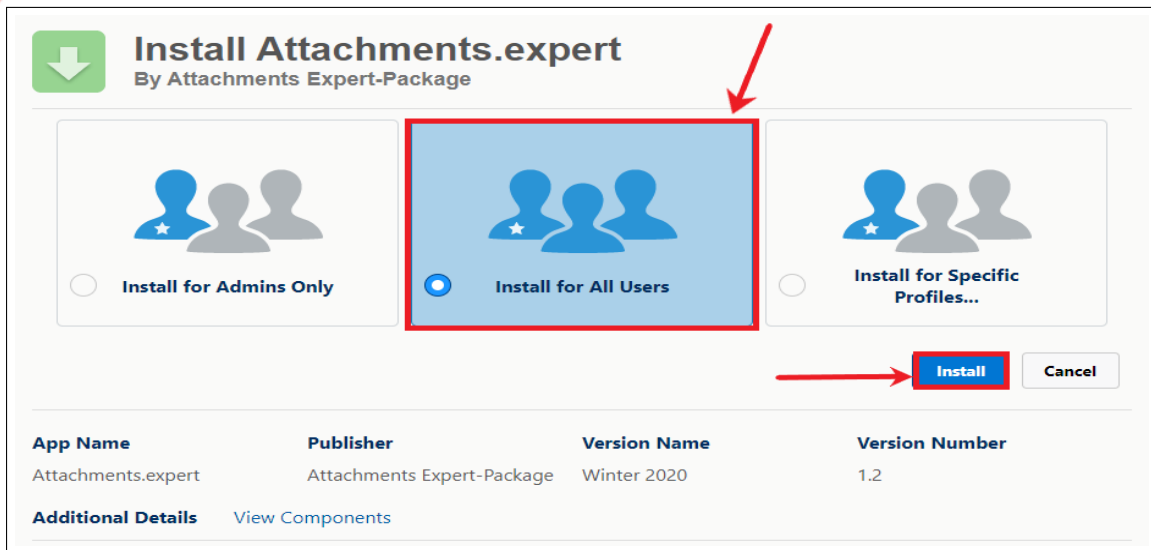 Install Attachments.expert
By Attachments Expert-Package
Install for Admins Only
Install for All Users
Install for Specific
Profiles...
Install
Cancel
App Name
Publisher
Version Name
Version Number
Attachments.expert
Attachments Expert-Package
Winter 2020
1.2
Additional Details
View Components